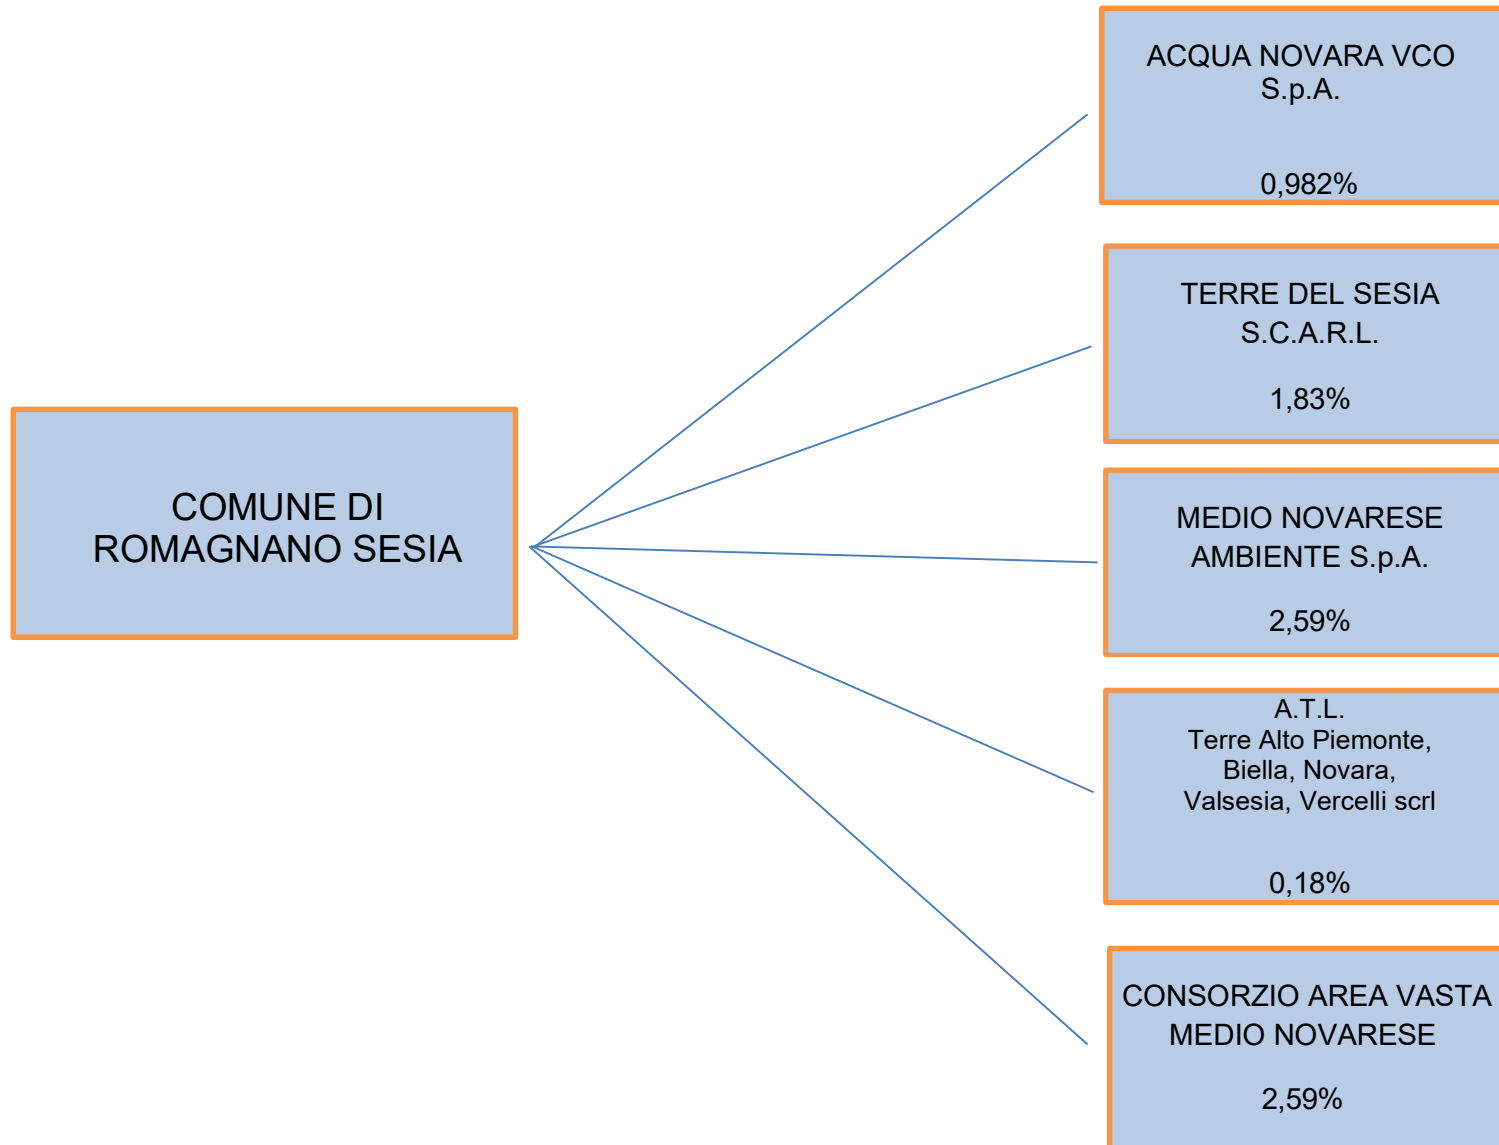 COMUNE DI
ROMAGNANO SESIA
ACQUA NOVARA VCO
S.p.A.
0,982%
TERRE DEL SESIA
S.C.A.R.L.
1,83%
MEDIO NOVARESE
AMBIENTE S.p.A.
2,59%
A.T.L.
Terre Alto Piemonte,
Biella, Novara,
Valsesia, Vercelli scrl
0,18%
CONSORZIO AREA VASTA
MEDIO NOVARESE
2,59%